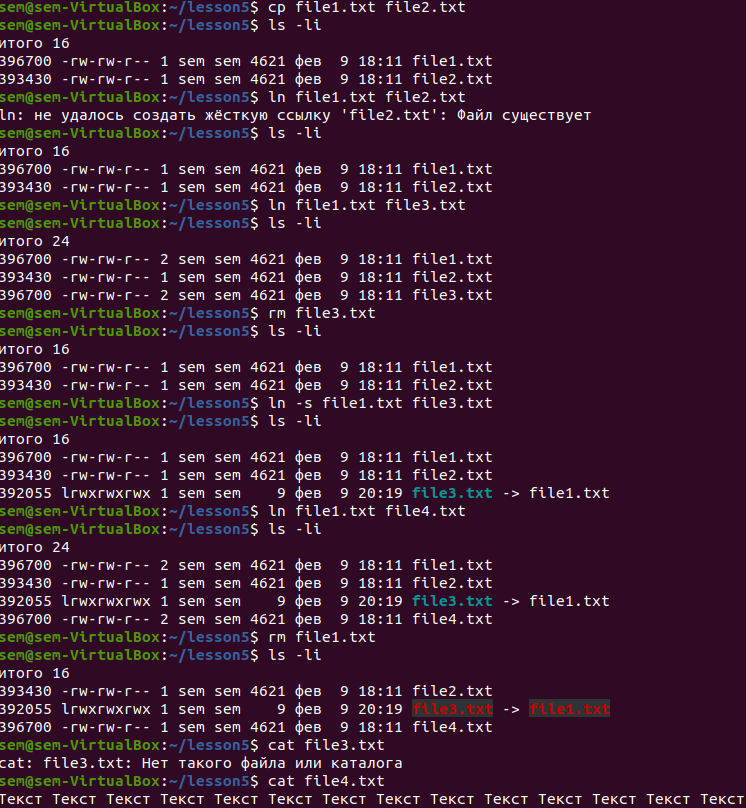 sem@sem-VirtualBox:~/lesson5$ cp file1.txt file2.txt
sem@sem-VirtualBox:~/lesson5$ ls -li
итого 16
396700 -rw-rw-r-- 1 sem sem 4621 фев  9 18:11 file1.txt
393430 -rw-rw-r-- 1 sem sem 4621 фев  9 18:11 file2.txt
sem@sem-VirtualBox:~/lesson5$ ln file1.txt file2.txt
ln: не удалось создать жёсткую ссылку 'file2.txt': Файл существует
sem@sem-VirtualBox:~/lesson5$ ls -li
итого 16
396700 -rw-rw-r-- 1 sem sem 4621 фев  9 18:11 file1.txt
393430 -rw-rw-r-- 1 sem sem 4621 фев  9 18:11 file2.txt
sem@sem-VirtualBox:~/lesson5$ ln file1.txt file3.txt
sem@sem-VirtualBox:~/lesson5$ ls -li
итого 24
396700 -rw-rw-r-- 2 sem sem 4621 фев  9 18:11 file1.txt
393430 -rw-rw-r-- 1 sem sem 4621 фев  9 18:11 file2.txt
396700 -rw-rw-r-- 2 sem sem 4621 фев  9 18:11 file3.txt
sem@sem-VirtualBox:~/lesson5$ rm file3.txt
sem@sem-VirtualBox:~/lesson5$ ls -li
итого 16
396700 -rw-rw-r-- 1 sem sem 4621 фев  9 18:11 file1.txt
393430 -rw-rw-r-- 1 sem sem 4621 фев  9 18:11 file2.txt
sem@sem-VirtualBox:~/lesson5$ ln -s file1.txt file3.txt
sem@sem-VirtualBox:~/lesson5$ ls -li
итого 16
396700 -rw-rw-r-- 1 sem sem 4621 фев  9 18:11 file1.txt
393430 -rw-rw-r-- 1 sem sem 4621 фев  9 18:11 file2.txt
392055 lrwxrwxrwx 1 sem sem    9 фев  9 20:19 file3.txt -> file1.txt
sem@sem-VirtualBox:~/lesson5$ ln file1.txt file4.txt
sem@sem-VirtualBox:~/lesson5$ ls -li
итого 24
396700 -rw-rw-r-- 2 sem sem 4621 фев  9 18:11 file1.txt
393430 -rw-rw-r-- 1 sem sem 4621 фев  9 18:11 file2.txt
392055 lrwxrwxrwx 1 sem sem    9 фев  9 20:19 file3.txt -> file1.txt
396700 -rw-rw-r-- 2 sem sem 4621 фев  9 18:11 file4.txt
sem@sem-VirtualBox:~/lesson5$ rm file1.txt
sem@sem-VirtualBox:~/lesson5$ ls -li
итого 16
393430 -rw-rw-r-- 1 sem sem 4621 фев  9 18:11 file2.txt
392055 lrwxrwxrwx 1 sem sem    9 фев  9 20:19 file3.txt -> file1.txt
396700 -rw-rw-r-- 1 sem sem 4621 фев  9 18:11 file4.txt
sem@sem-VirtualBox:~/lesson5$ cat file3.txt
cat: file3.txt: Нет такого файла или каталога
sem@sem-VirtualBox:~/lesson5$ cat file4.txt
Текст Текст Текст Текст Текст Текст Текст Текст Текст Текст Текст Текст Текст Текст